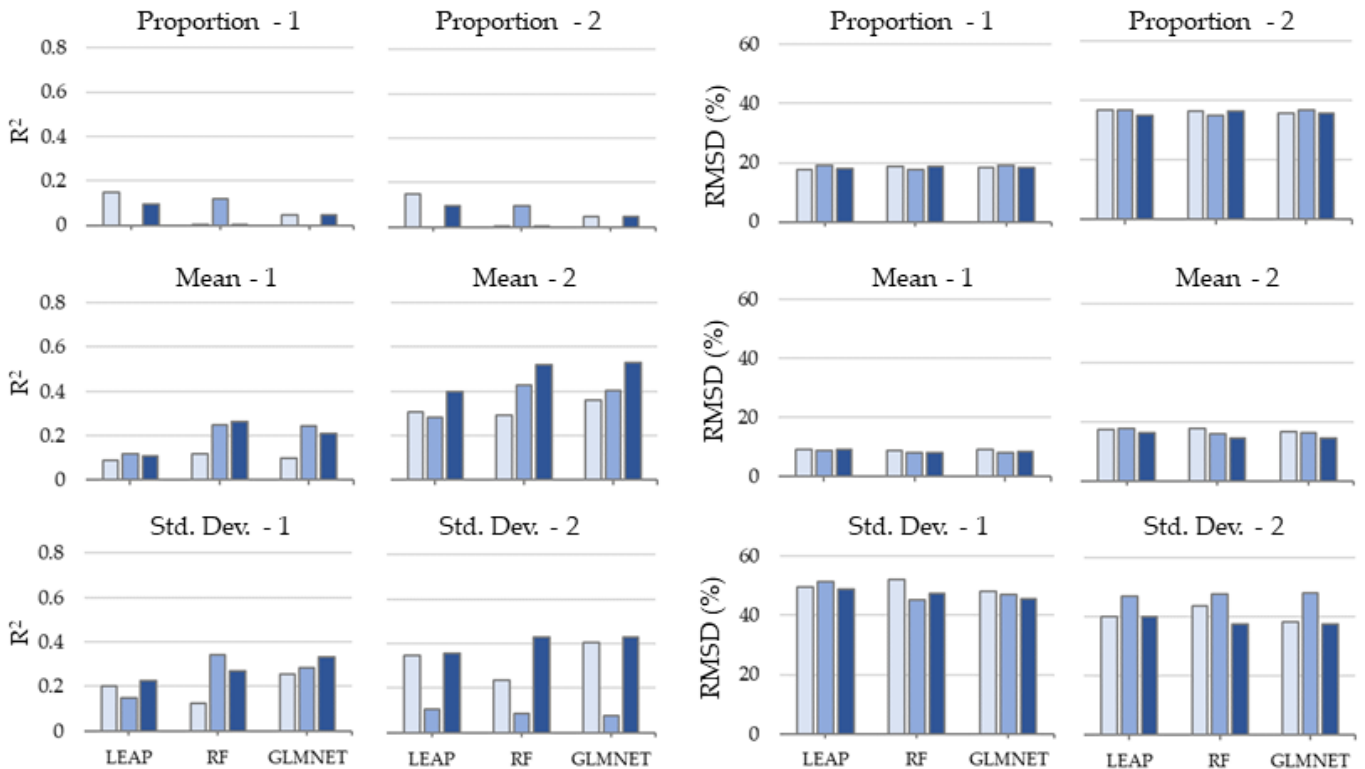 Proportion - 1
Proportion - 2
Proportion - 1
Proportion - 2
0.8
0.6
0.4
0.2
0
R²
60
40
20
0
RMSD (%)
Mean - 1
Mean - 2
Mean - 1
Mean - 2
0.8
0.6
0.4
0.2
0
R²
60
40
20
0
RMSD (%)
Std. Dev. - 1
Std. Dev. - 2
Std. Dev. - 1
Std. Dev. - 2
0.8
0.6
0.4
0.2
0
R²
60
40
20
0
RMSD (%)
LEAP RF GLMNET
LEAP RF GLMNET
LEAP RF GLMNET
LEAP RF GLMNET